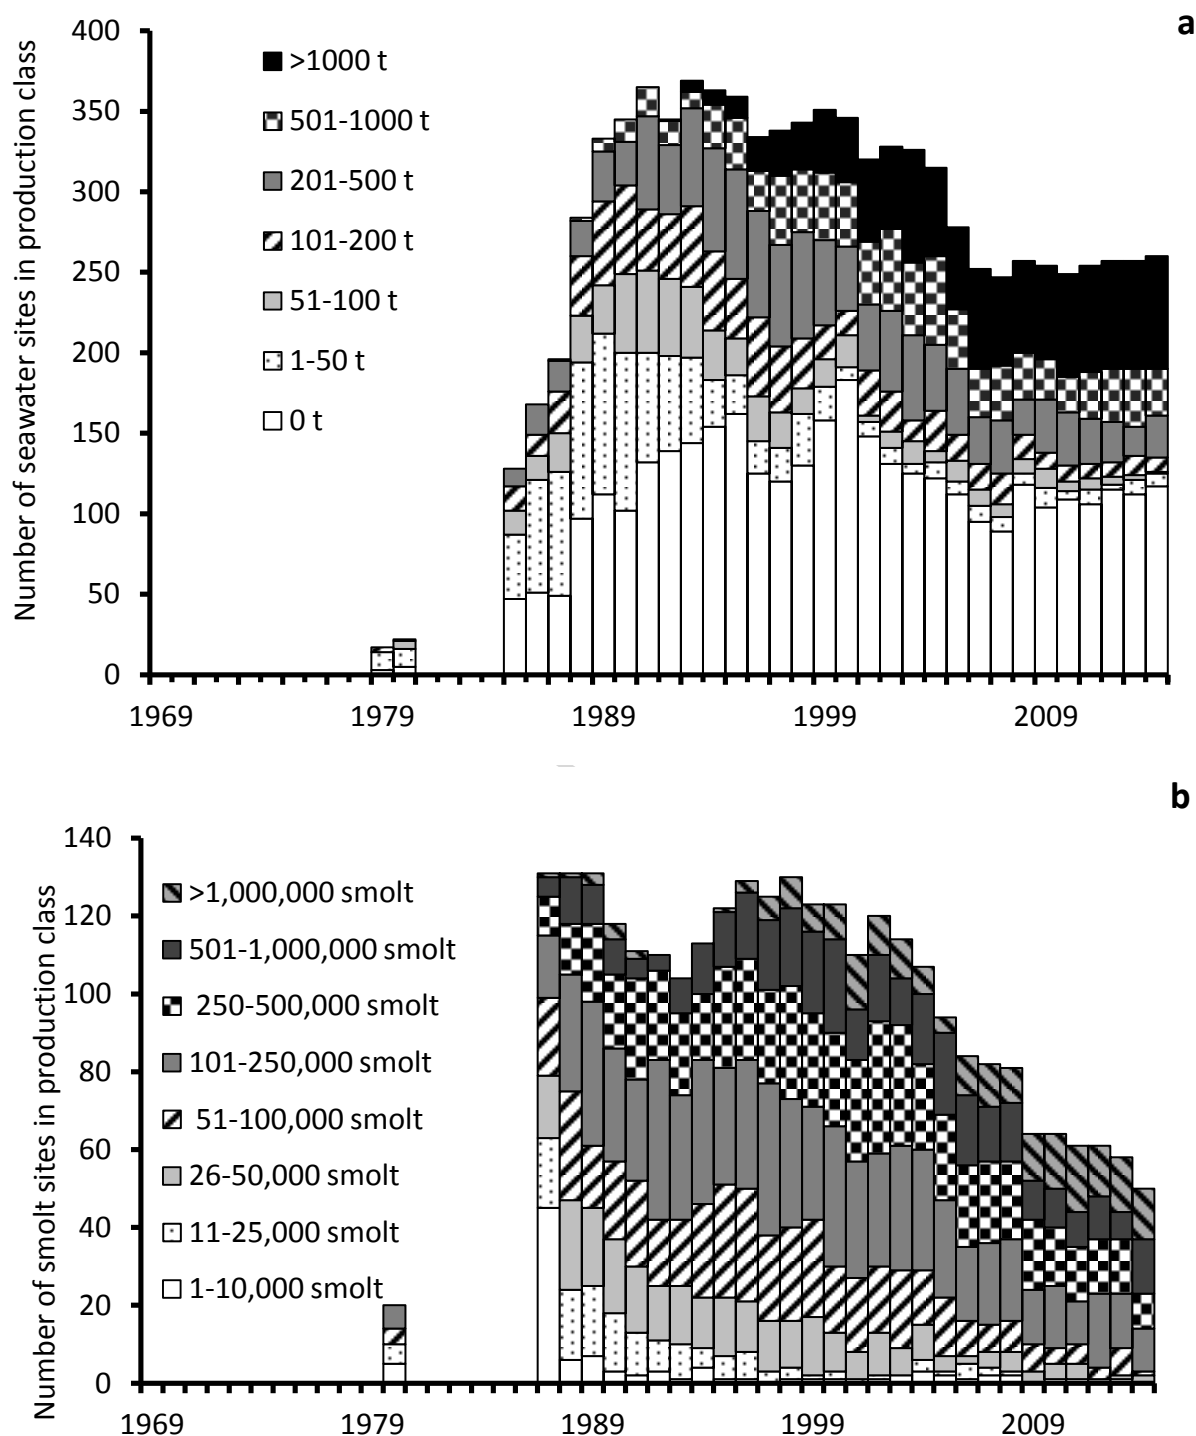 a
Number of seawater sites in production class
400
350
300
250
200
150
100
50
0
>1000 t
501-1000 t
201-500 t
101-200 t
51-100 t
1-50 t
0 t
1969 1979 1989 1999 2009
b
Number of smolt sites in production class
140
120
100
80
60
40
20
0
>1,000,000 smolt
501-1,000,000 smolt
250-500,000 smolt
101-250,000 smolt
51-100,000 smolt
26-50,000 smolt
11-25,000 smolt
1-10,000 smolt
1969 1979 1989 1999 2009